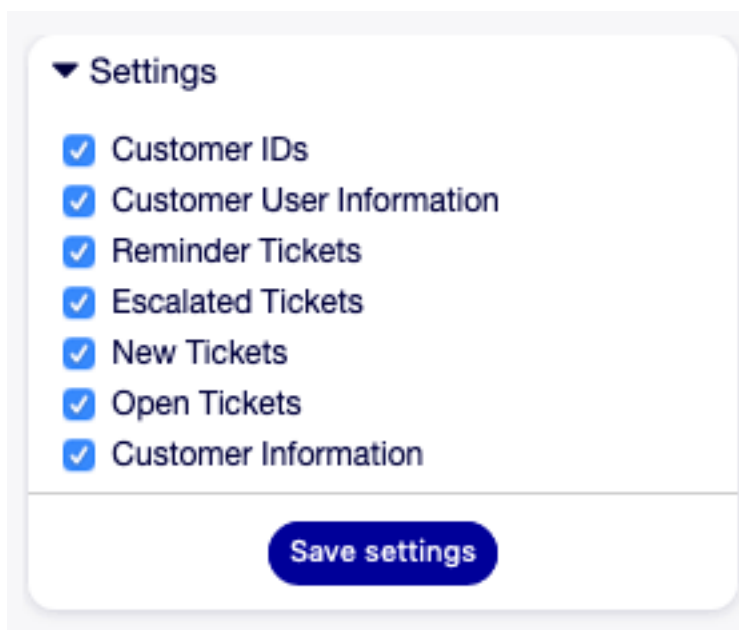 Settings
Customer IDs
Customer User Information
Reminder Tickets
Escalated Tickets
New Tickets
Open Tickets
Customer Information
Save settings